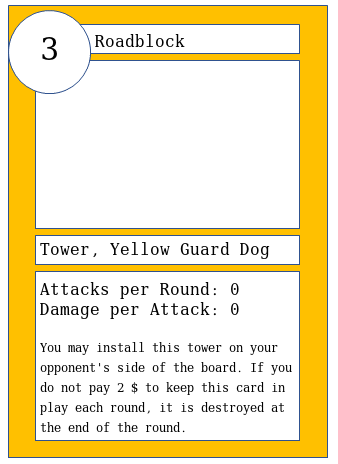 3
Roadblock
Tower, Yellow Guard Dog
Attacks per Round: 0
Damage per Attack: 0
You may install this tower on your
opponent's side of the board. If you
do not pay 2 $ to keep this card in
play each round, it is destroyed at
the end of the round.